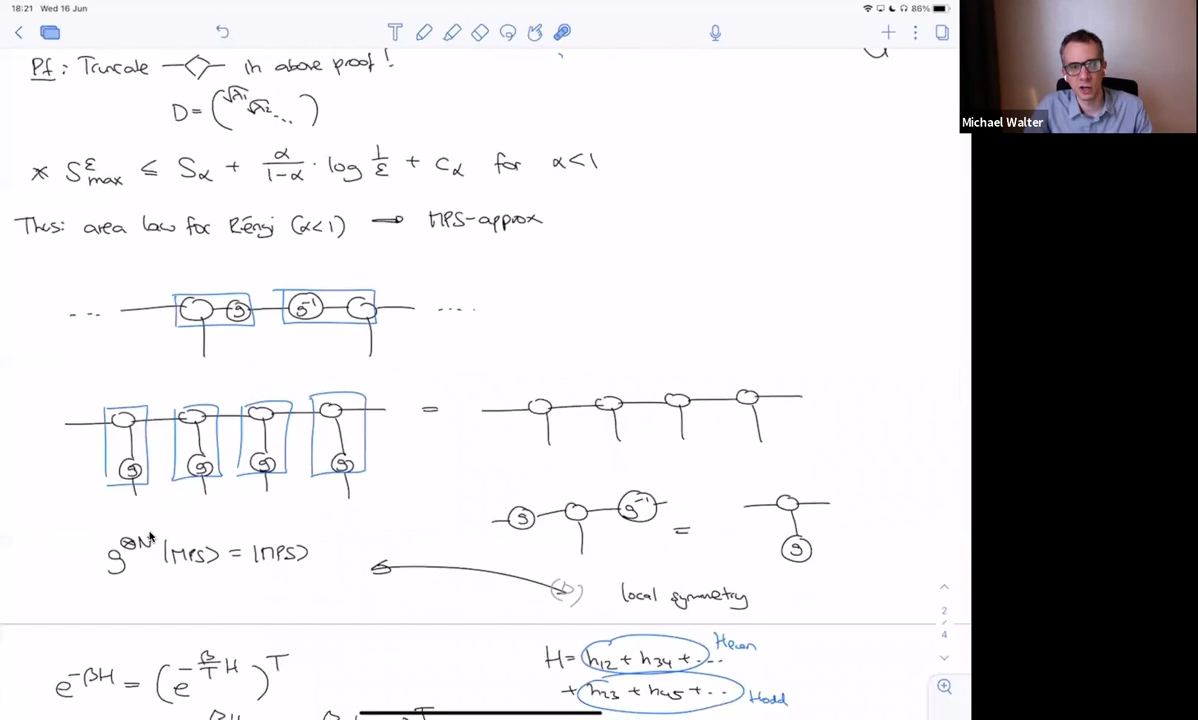 18:21 Wed 16 Jun
86%
Pf: Truncate in above proof!
D = (√λ1 √λ2 ...)
* S^ε_max ≤ S_α + α/(1-α) · log 1/ε + C_α for α<1
Thus: area law for Rényi (α<1) → MPS-approx
... g g^-1 ....
g g g g =
g g^-1 = g
g^⊗N |MPS> = |MPS>
local symmetry
e^-βH = (e^-β/T H)^T
H = h12 + h34 + ... Heven
+ h23 + h45 + ... Hodd
2
4
Michael Walter